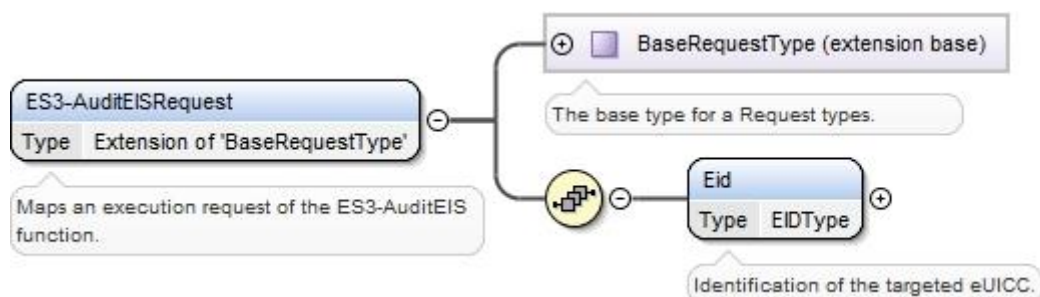 BaseRequestType (extension base)
The base type for a Request types.
ES3-AuditEISRequest
Type Extension of 'BaseRequestType'
Maps an execution request of the ES3-AuditEIS
function.
Eid
Type EIDType
Identification of the targeted eUICC.